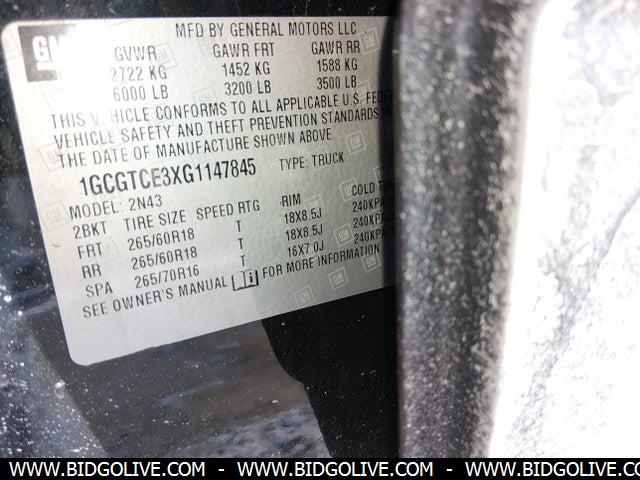 GM
MFD BY GENERAL MOTORS LLC
GVWR GAWR FRT GAWR RR
2722 KG 1452 KG 1588 KG
6000 LB 3200 LB 3500 LB
THIS VEHICLE CONFORMS TO ALL APPLICABLE U.S. FEDE
VEHICLE SAFETY AND THEFT PREVENTION STANDARDS IN
THE DATE OF MANUFACTURE SHOWN ABOVE.
1GCGTCE3XG1147845 TYPE: TRUCK
MODEL: 2N43
2BKT TIRE SIZE SPEED RTG RIM COLD TI
FRT 265/60R18 T 18X8.5J 240KPA
RR 265/60R18 T 18X8.5J 240KPA
SPA 265/70R16 T 16X7.0J 240KPA
SEE OWNER'S MANUAL FOR MORE INFORMATION
WWW.BIDGOLIVE.COM - WWW.BIDGOLIVE.COM - WWW.BIDGOLIVE.COM